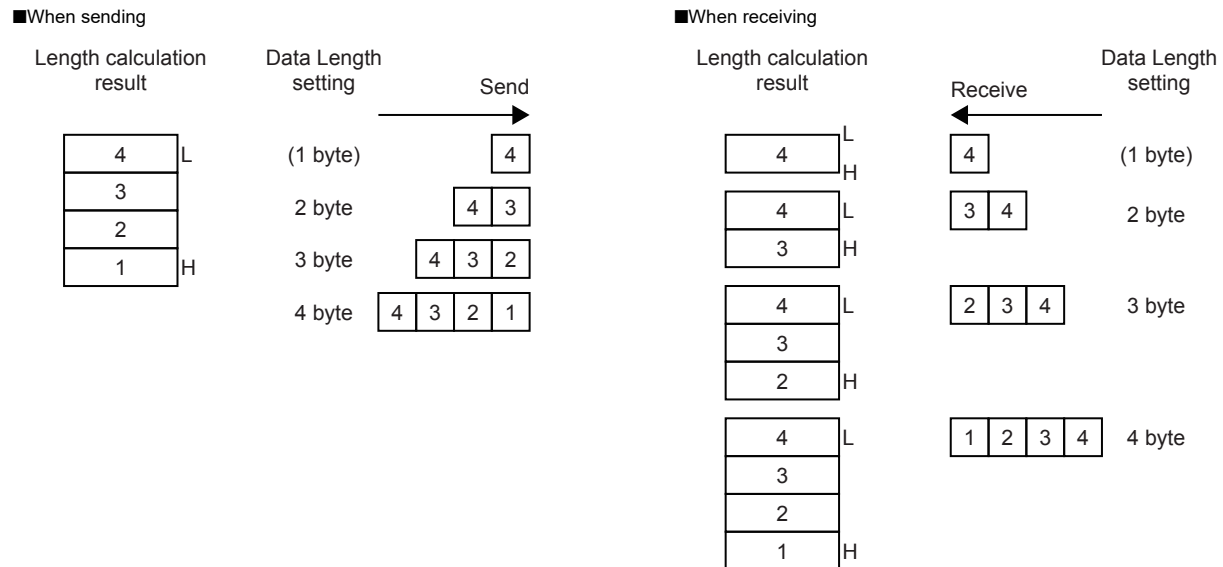 ■When sending
Length calculation
result
Data Length
setting
Send
4 L
3
2
1 H
(1 byte) 4
2 byte 4 3
3 byte 4 3 2
4 byte 4 3 2 1
■When receiving
Length calculation
result
Receive
Data Length
setting
L
4
H
4 (1 byte)
4 L
3 H
3 4 2 byte
4 L
3
2 H
2 3 4 3 byte
4 L
3
2
1 H
1 2 3 4 4 byte